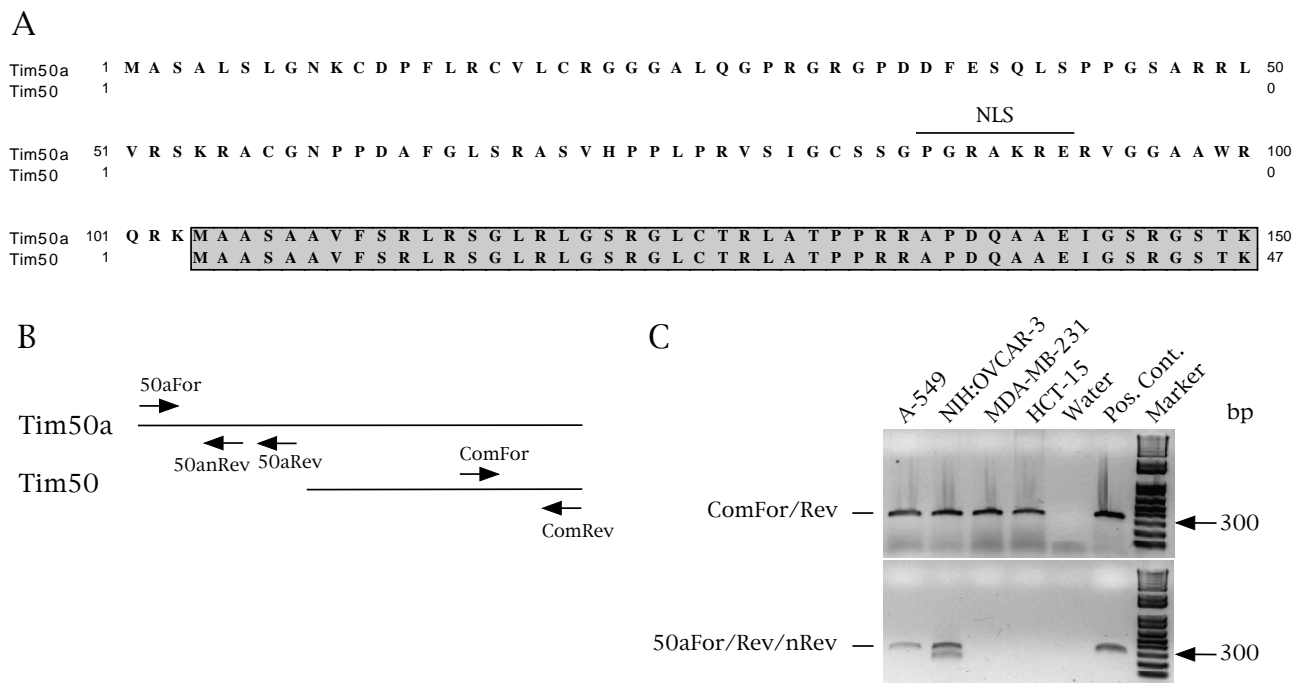 A
Tim50a 1 M A S A L S L G N K C D P F L R C V L C R G G G A L Q G P R G R G P D D F E S Q L S P P G S A R R L 50
Tim50 1 0
NLS
Tim50a 51 V R S K R A C G N P P D A F G L S R A S V H P P L P R V S I G C S S G P G R A K R E R V G G A A W R 100
Tim50 1 0
Tim50a 101 Q R K M A A S A A V F S R L R S G L R L G S R G L C T R L A T P P R R A P D Q A A E I G S R G S T K 150
Tim50 1 M A A S A A V F S R L R S G L R L G S R G L C T R L A T P P R R A P D Q A A E I G S R G S T K 47
B
50aFor
Tim50a
50anRev 50aRev
ComFor
Tim50
ComRev
C
A-549 NIH:OVCAR-3 MDA-MB-231 HCT-15 Water Pos. Cont. Marker bp
ComFor/Rev 300
50aFor/Rev/nRev 300